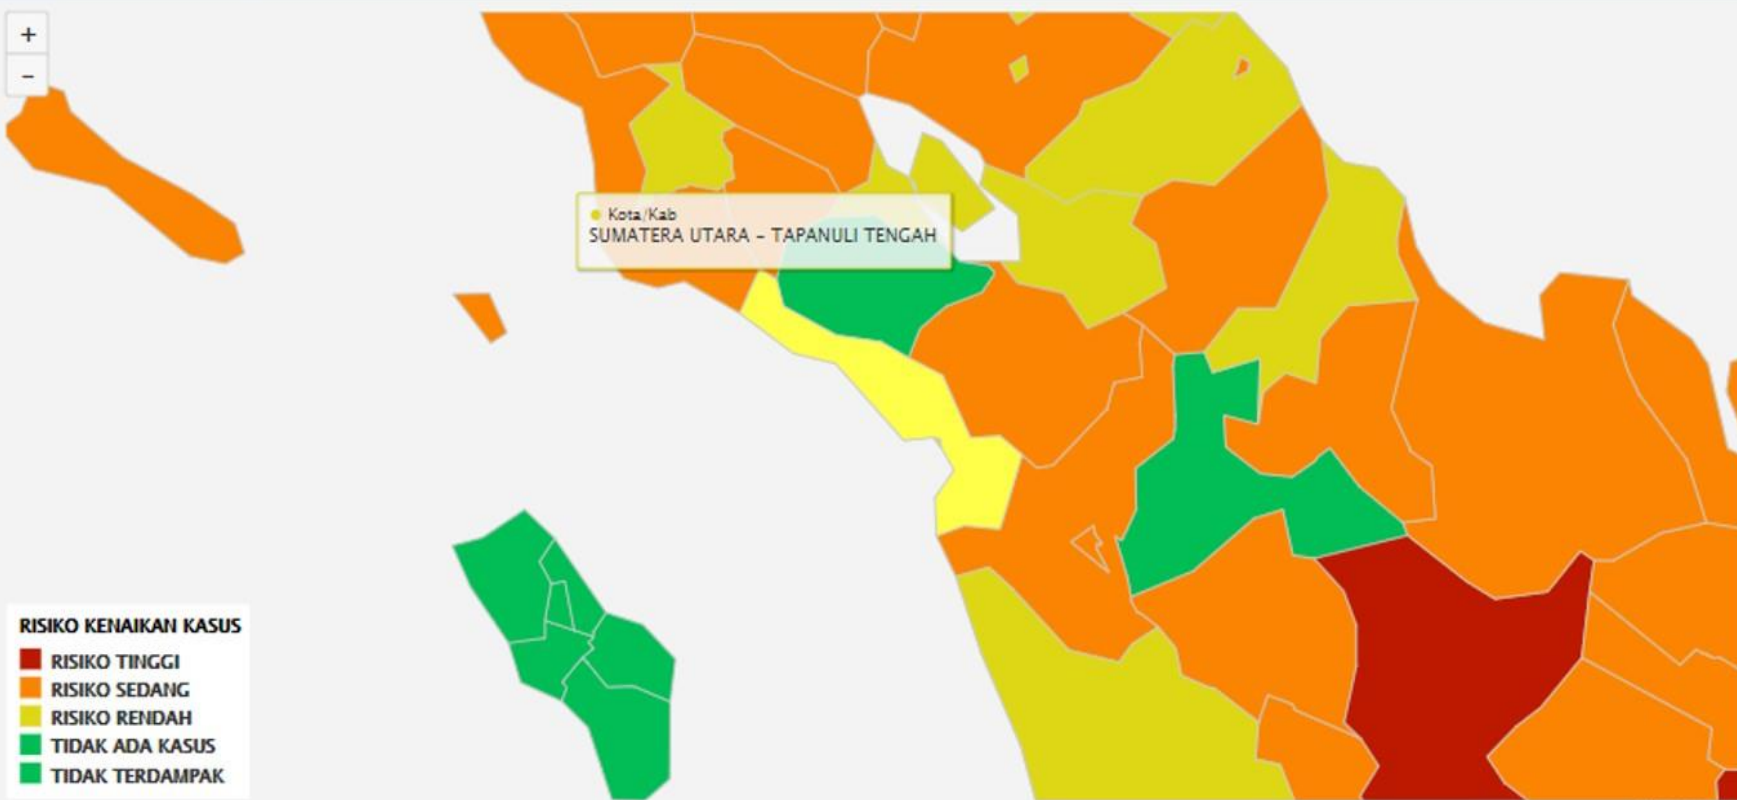 +
−
Kota/Kab
SUMATERA UTARA - TAPANULI TENGAH
RISIKO KENAIKAN KASUS
RISIKO TINGGI
RISIKO SEDANG
RISIKO RENDAH
TIDAK ADA KASUS
TIDAK TERDAMPAK